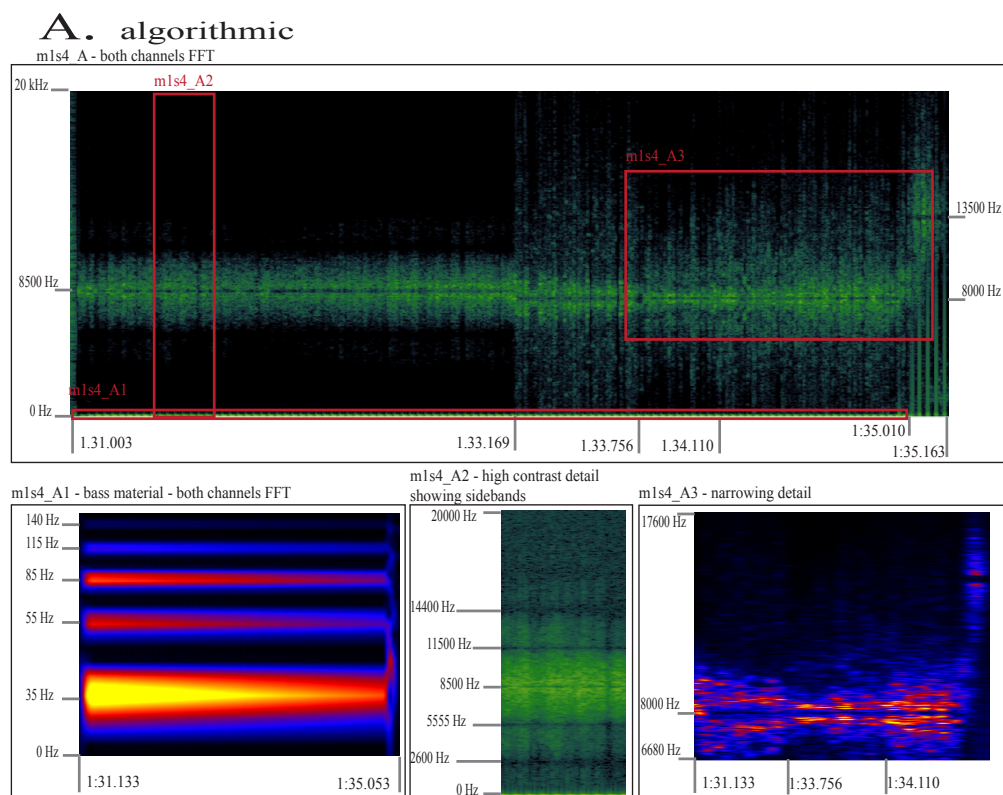 A. algorithmic
m1s4_A - both channels FFT
20 kHz
m1s4_A2
m1s4_A3
13500 Hz
8500 Hz
8000 Hz
m1s4_A1
0 Hz
1.31.003
1.33.169
1.33.756
1.34.110
1:35.010
1:35.163
m1s4_A1 - bass material - both channels FFT
140 Hz
115 Hz
85 Hz
55 Hz
35 Hz
0 Hz
1:31.133
1:35.053
m1s4_A2 - high contrast detail
showing sidebands
20000 Hz
14400 Hz
11500 Hz
8500 Hz
5555 Hz
2600 Hz
0 Hz
m1s4_A3 - narrowing detail
17600 Hz
8000 Hz
6680 Hz
1:31.133
1:33.756
1:34.110